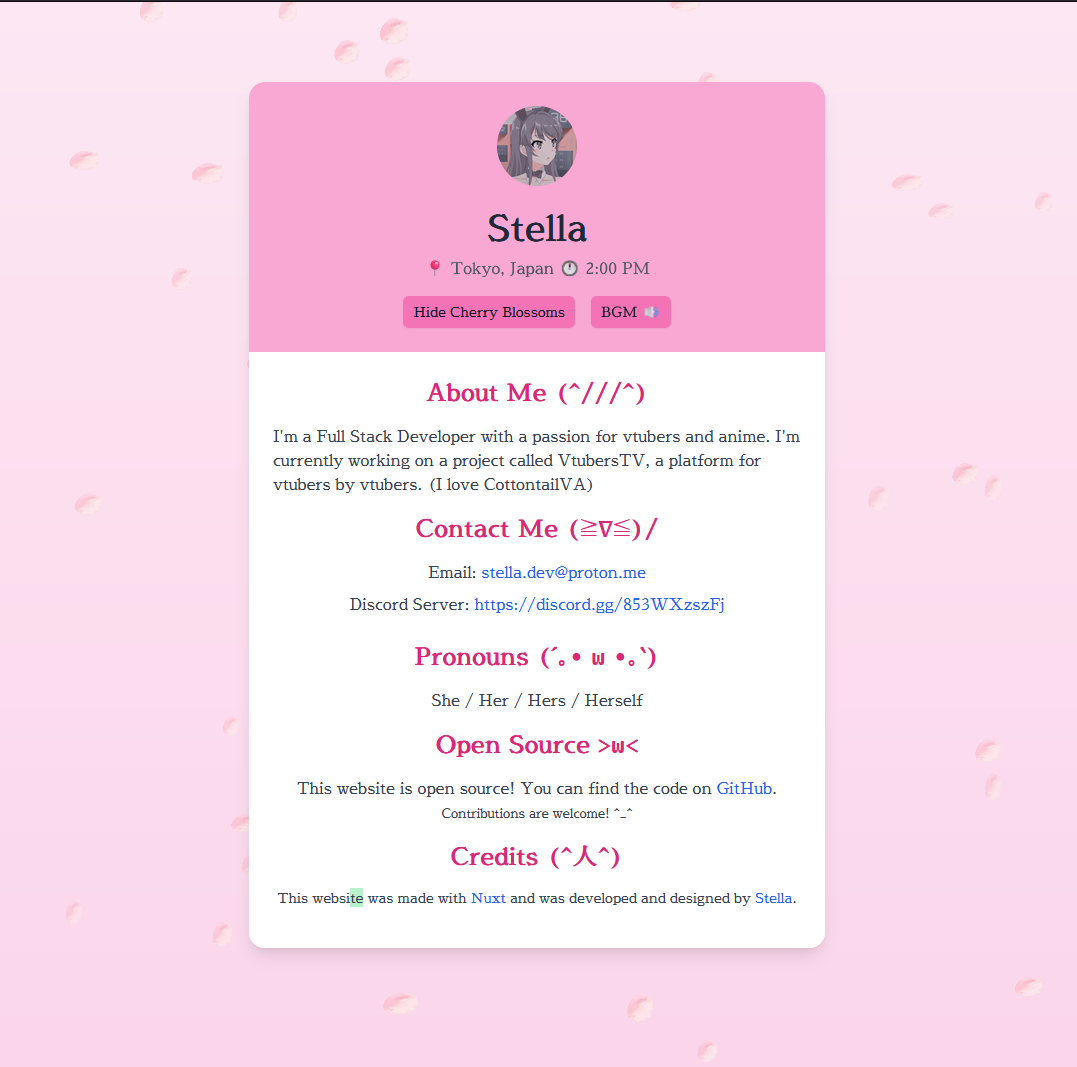 Stella
📍 Tokyo, Japan 🕐 2:00 PM
Hide Cherry Blossoms BGM 🔊
About Me (^///^)
I'm a Full Stack Developer with a passion for vtubers and anime. I'm
currently working on a project called VtubersTV, a platform for
vtubers by vtubers. (I love CottontailVA)
Contact Me (≧∇≦)/
Email: stella.dev@proton.me
Discord Server: https://discord.gg/853WXzszFj
Pronouns (´｡• ω •｡`)
She / Her / Hers / Herself
Open Source >ω<
This website is open source! You can find the code on GitHub.
Contributions are welcome! ^_^
Credits (^人^)
This website was made with Nuxt and was developed and designed by Stella.